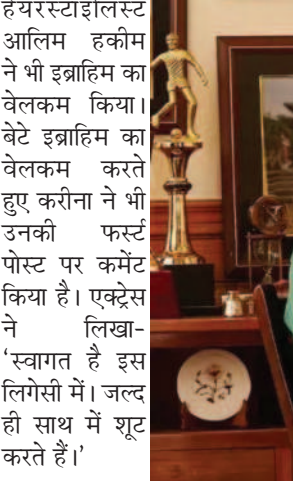 हेयरस्टाइलिस्ट
आलिम हकीम
ने भी इब्राहिम का
वेलकम किया।
बेटे इब्राहिम का
वेलकम करते
हुए करीना ने भी
उनकी फर्स्ट
पोस्ट पर कमेंट
किया है। एक्ट्रेस
ने लिखा-
‘स्वागत है इस
लिगेसी में। जल्द
ही साथ में शूट
करते हैं।’